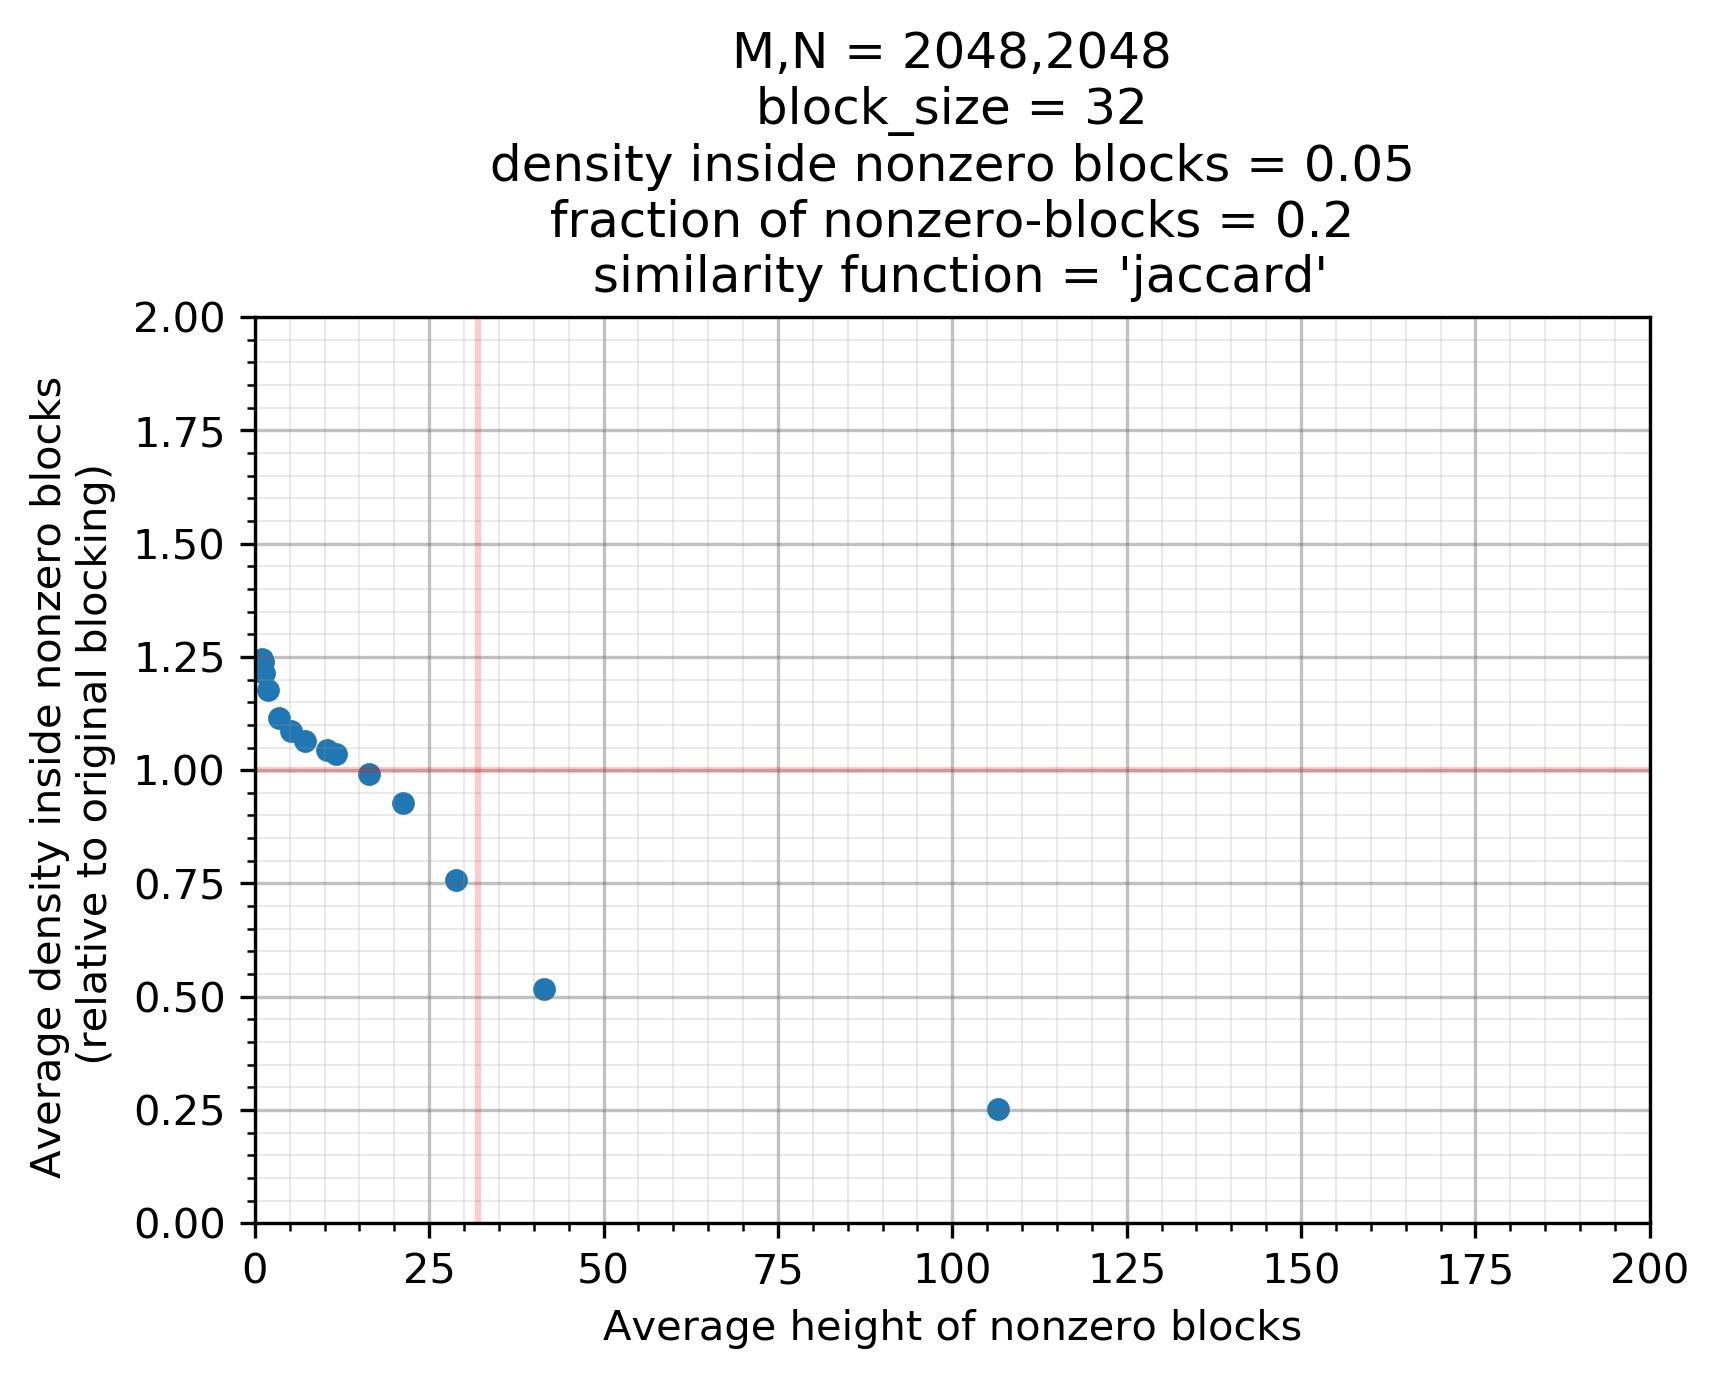 M,N = 2048,2048
block_size = 32
density inside nonzero blocks = 0.05
fraction of nonzero-blocks = 0.2
similarity function = 'jaccard'
Average density inside nonzero blocks
(relative to original blocking)
2.00
1.75
1.50
1.25
1.00
0.75
0.50
0.25
0.00
0 25 50 75 100 125 150 175 200
Average height of nonzero blocks